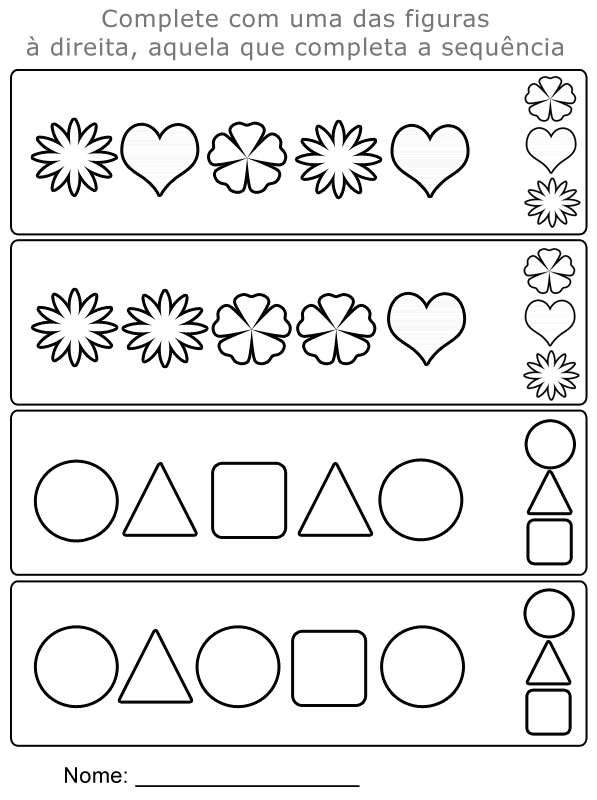 Complete com uma das figuras
à direita, aquela que completa a sequência
Nome: